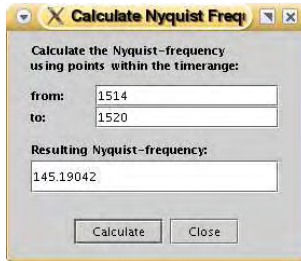 Calculate Nyquist Freq
Calculate the Nyquist-frequency
using points within the timerange:
from: 1514
to: 1520
Resulting Nyquist-frequency:
145.19042
Calculate Close